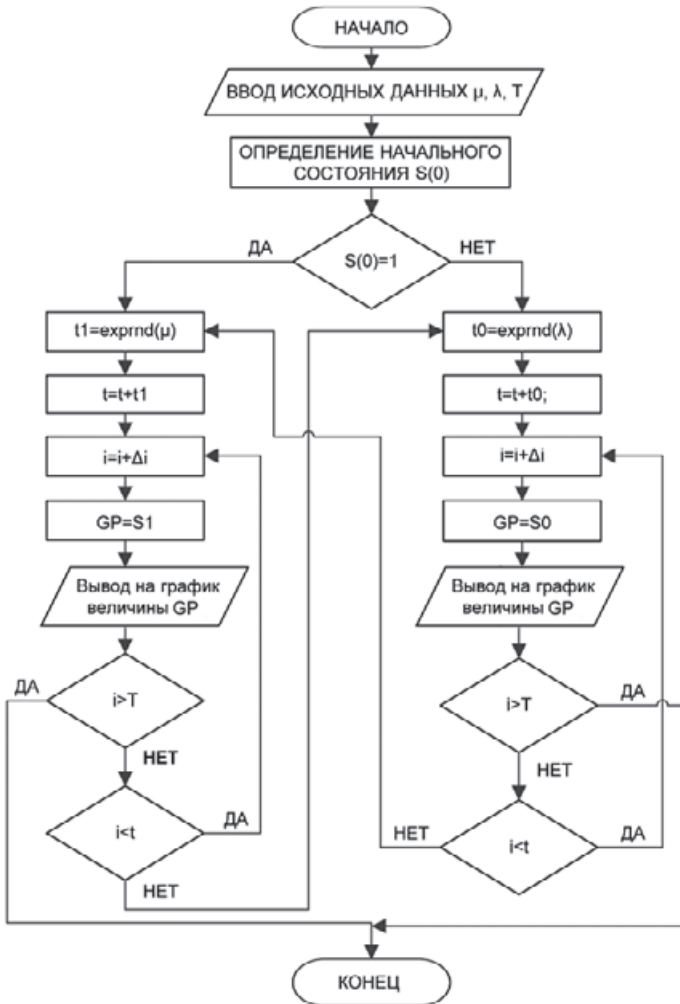 НАЧАЛО
ВВОД ИСХОДНЫХ ДАННЫХ μ, λ, T
ОПРЕДЕЛЕНИЕ НАЧАЛЬНОГО
СОСТОЯНИЯ S(0)
S(0)=1
ДА
НЕТ
t1=exprnd(μ)
t=t+t1
i=i+Δi
GP=S1
Вывод на график
величины GP
i>T
ДА
НЕТ
i<t
ДА
НЕТ
t0=exprnd(λ)
t=t+t0;
i=i+Δi
GP=S0
Вывод на график
величины GP
i>T
ДА
НЕТ
i<t
НЕТ
ДА
КОНЕЦ